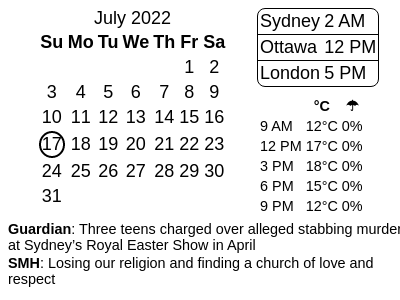 July 2022
Su Mo Tu We Th Fr Sa
1 2
3 4 5 6 7 8 9
10 11 12 13 14 15 16
17 18 19 20 21 22 23
24 25 26 27 28 29 30
31
Sydney 2 AM
Ottawa 12 PM
London 5 PM
°C ☂
9 AM 12°C 0%
12 PM 17°C 0%
3 PM 18°C 0%
6 PM 15°C 0%
9 PM 12°C 0%
Guardian: Three teens charged over alleged stabbing murder
at Sydney's Royal Easter Show in April
SMH: Losing our religion and finding a church of love and
respect